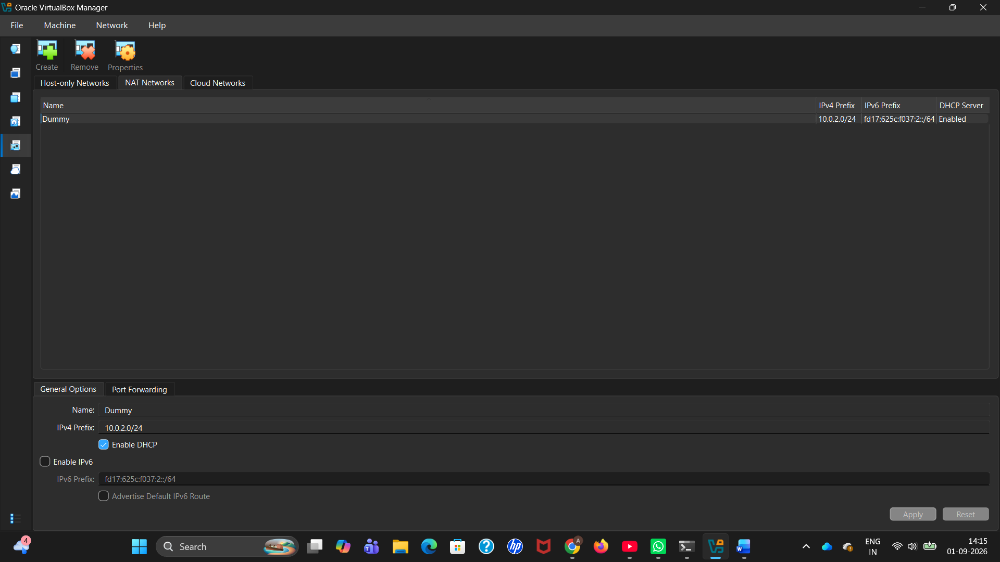 Oracle VirtualBox Manager
File Machine Network Help
Create Remove Properties
Host-only Networks NAT Networks Cloud Networks
Name IPv4 Prefix IPv6 Prefix DHCP Server
Dummy 10.0.2.0/24 fd17:625c:f037:2::/64 Enabled
General Options Port Forwarding
Name: Dummy
IPv4 Prefix: 10.0.2.0/24
Enable DHCP
Enable IPv6
IPv6 Prefix: fd17:625c:f037:2::/64
Advertise Default IPv6 Route
Apply Reset
4
Search
hp
A
W
ENG
IN
14:15
01-09-2026